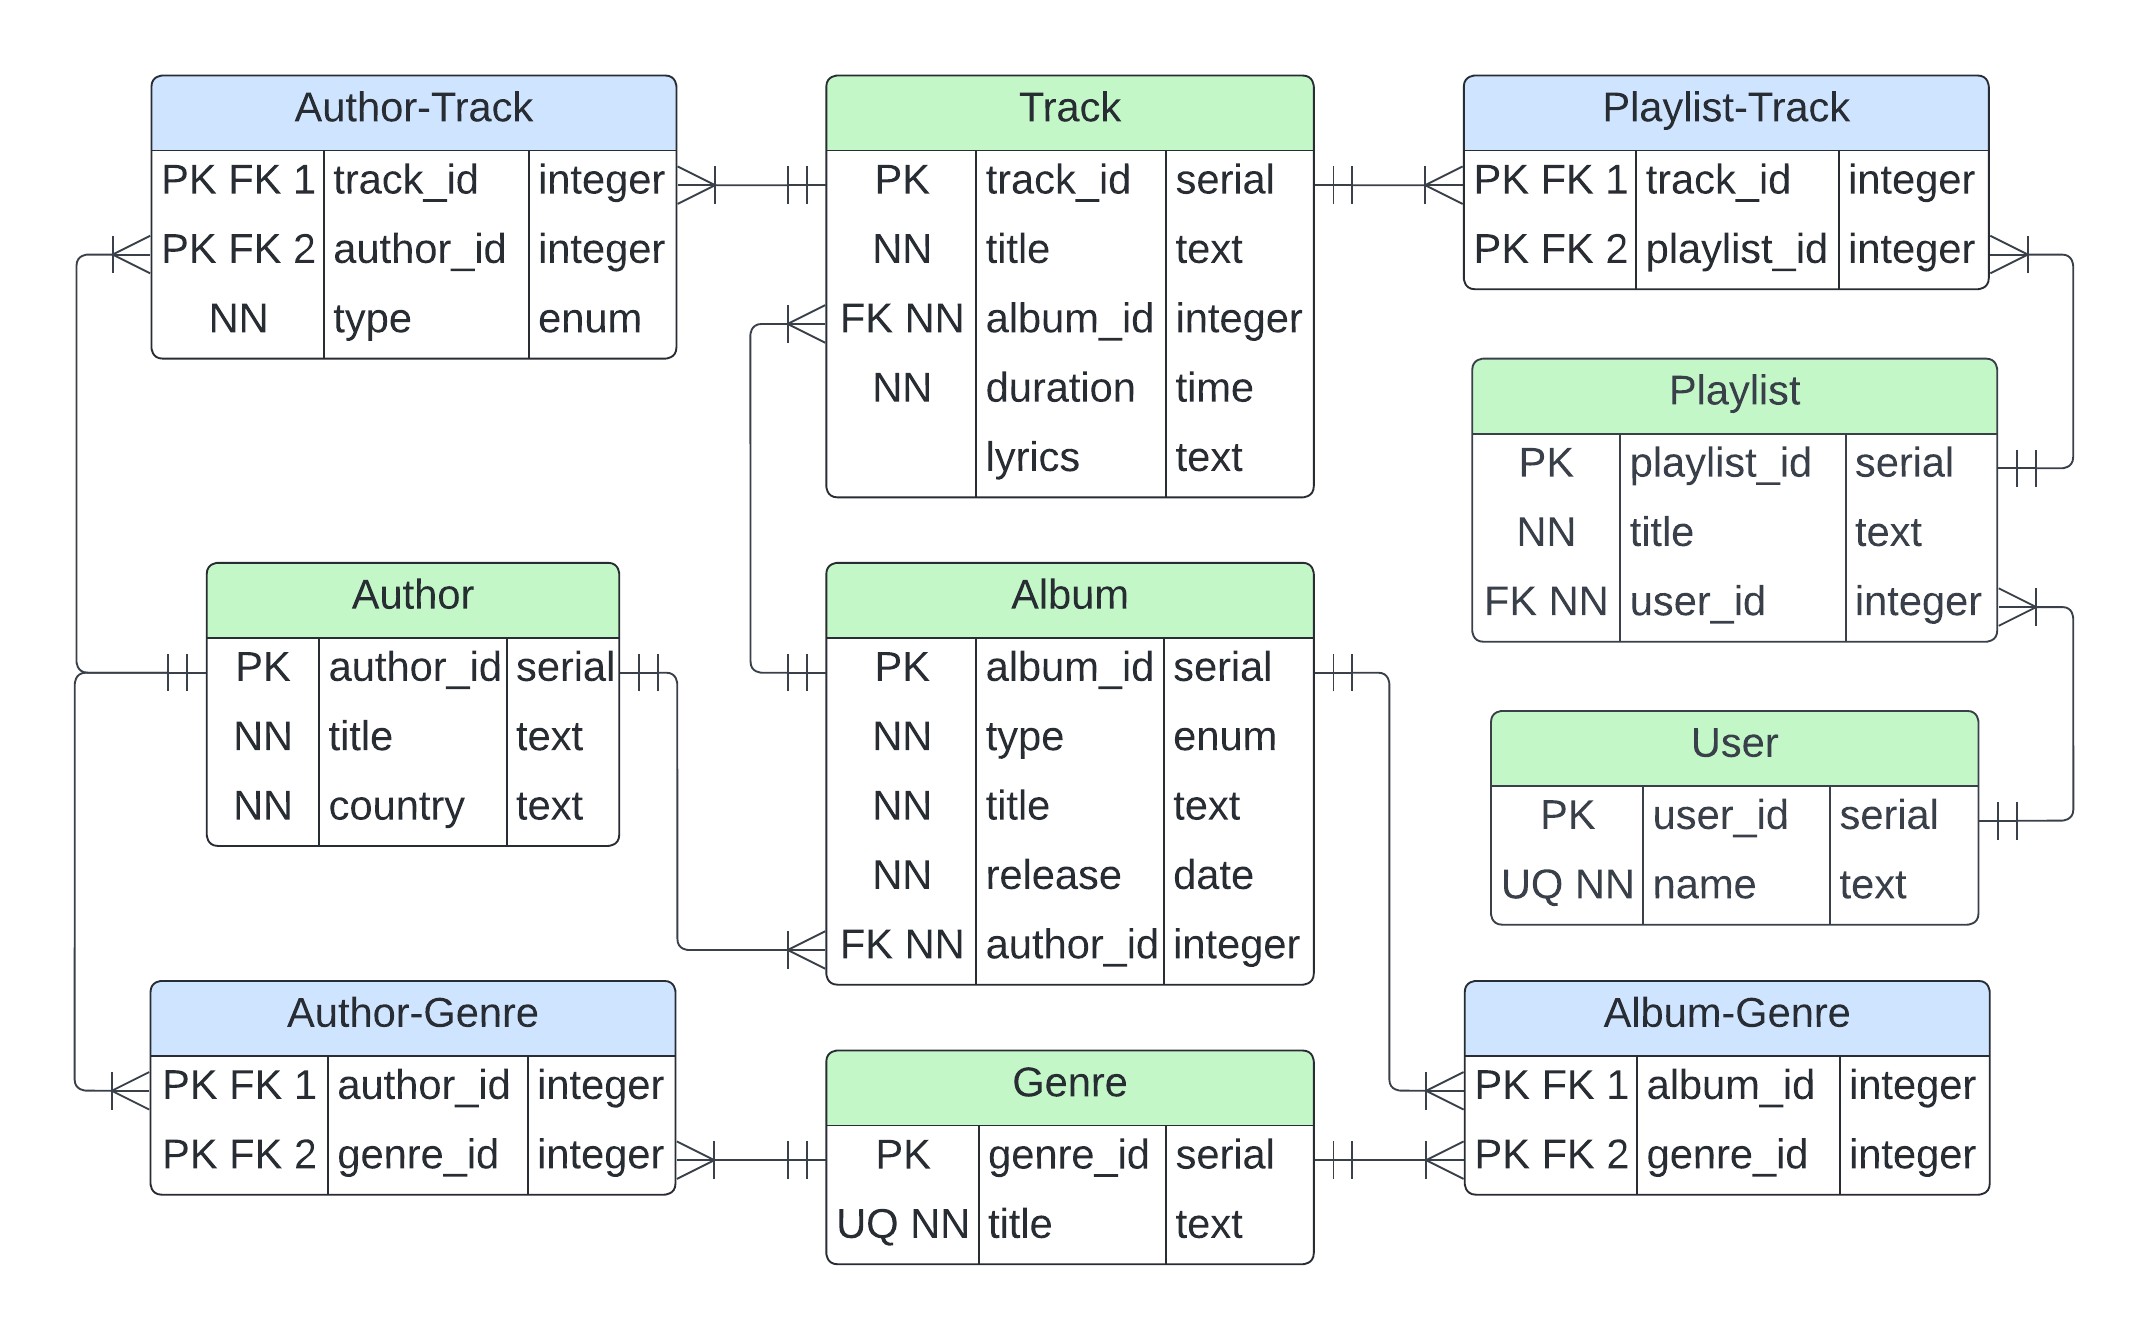 Author-Track
PK FK 1 track_id integer
PK FK 2 author_id integer
NN type enum
Track
PK track_id serial
NN title text
FK NN album_id integer
NN duration time
lyrics text
Playlist-Track
PK FK 1 track_id integer
PK FK 2 playlist_id integer
Playlist
PK playlist_id serial
NN title text
FK NN user_id integer
Author
PK author_id serial
NN title text
NN country text
Album
PK album_id serial
NN type enum
NN title text
NN release date
FK NN author_id integer
User
PK user_id serial
UQ NN name text
Author-Genre
PK FK 1 author_id integer
PK FK 2 genre_id integer
Genre
PK genre_id serial
UQ NN title text
Album-Genre
PK FK 1 album_id integer
PK FK 2 genre_id integer